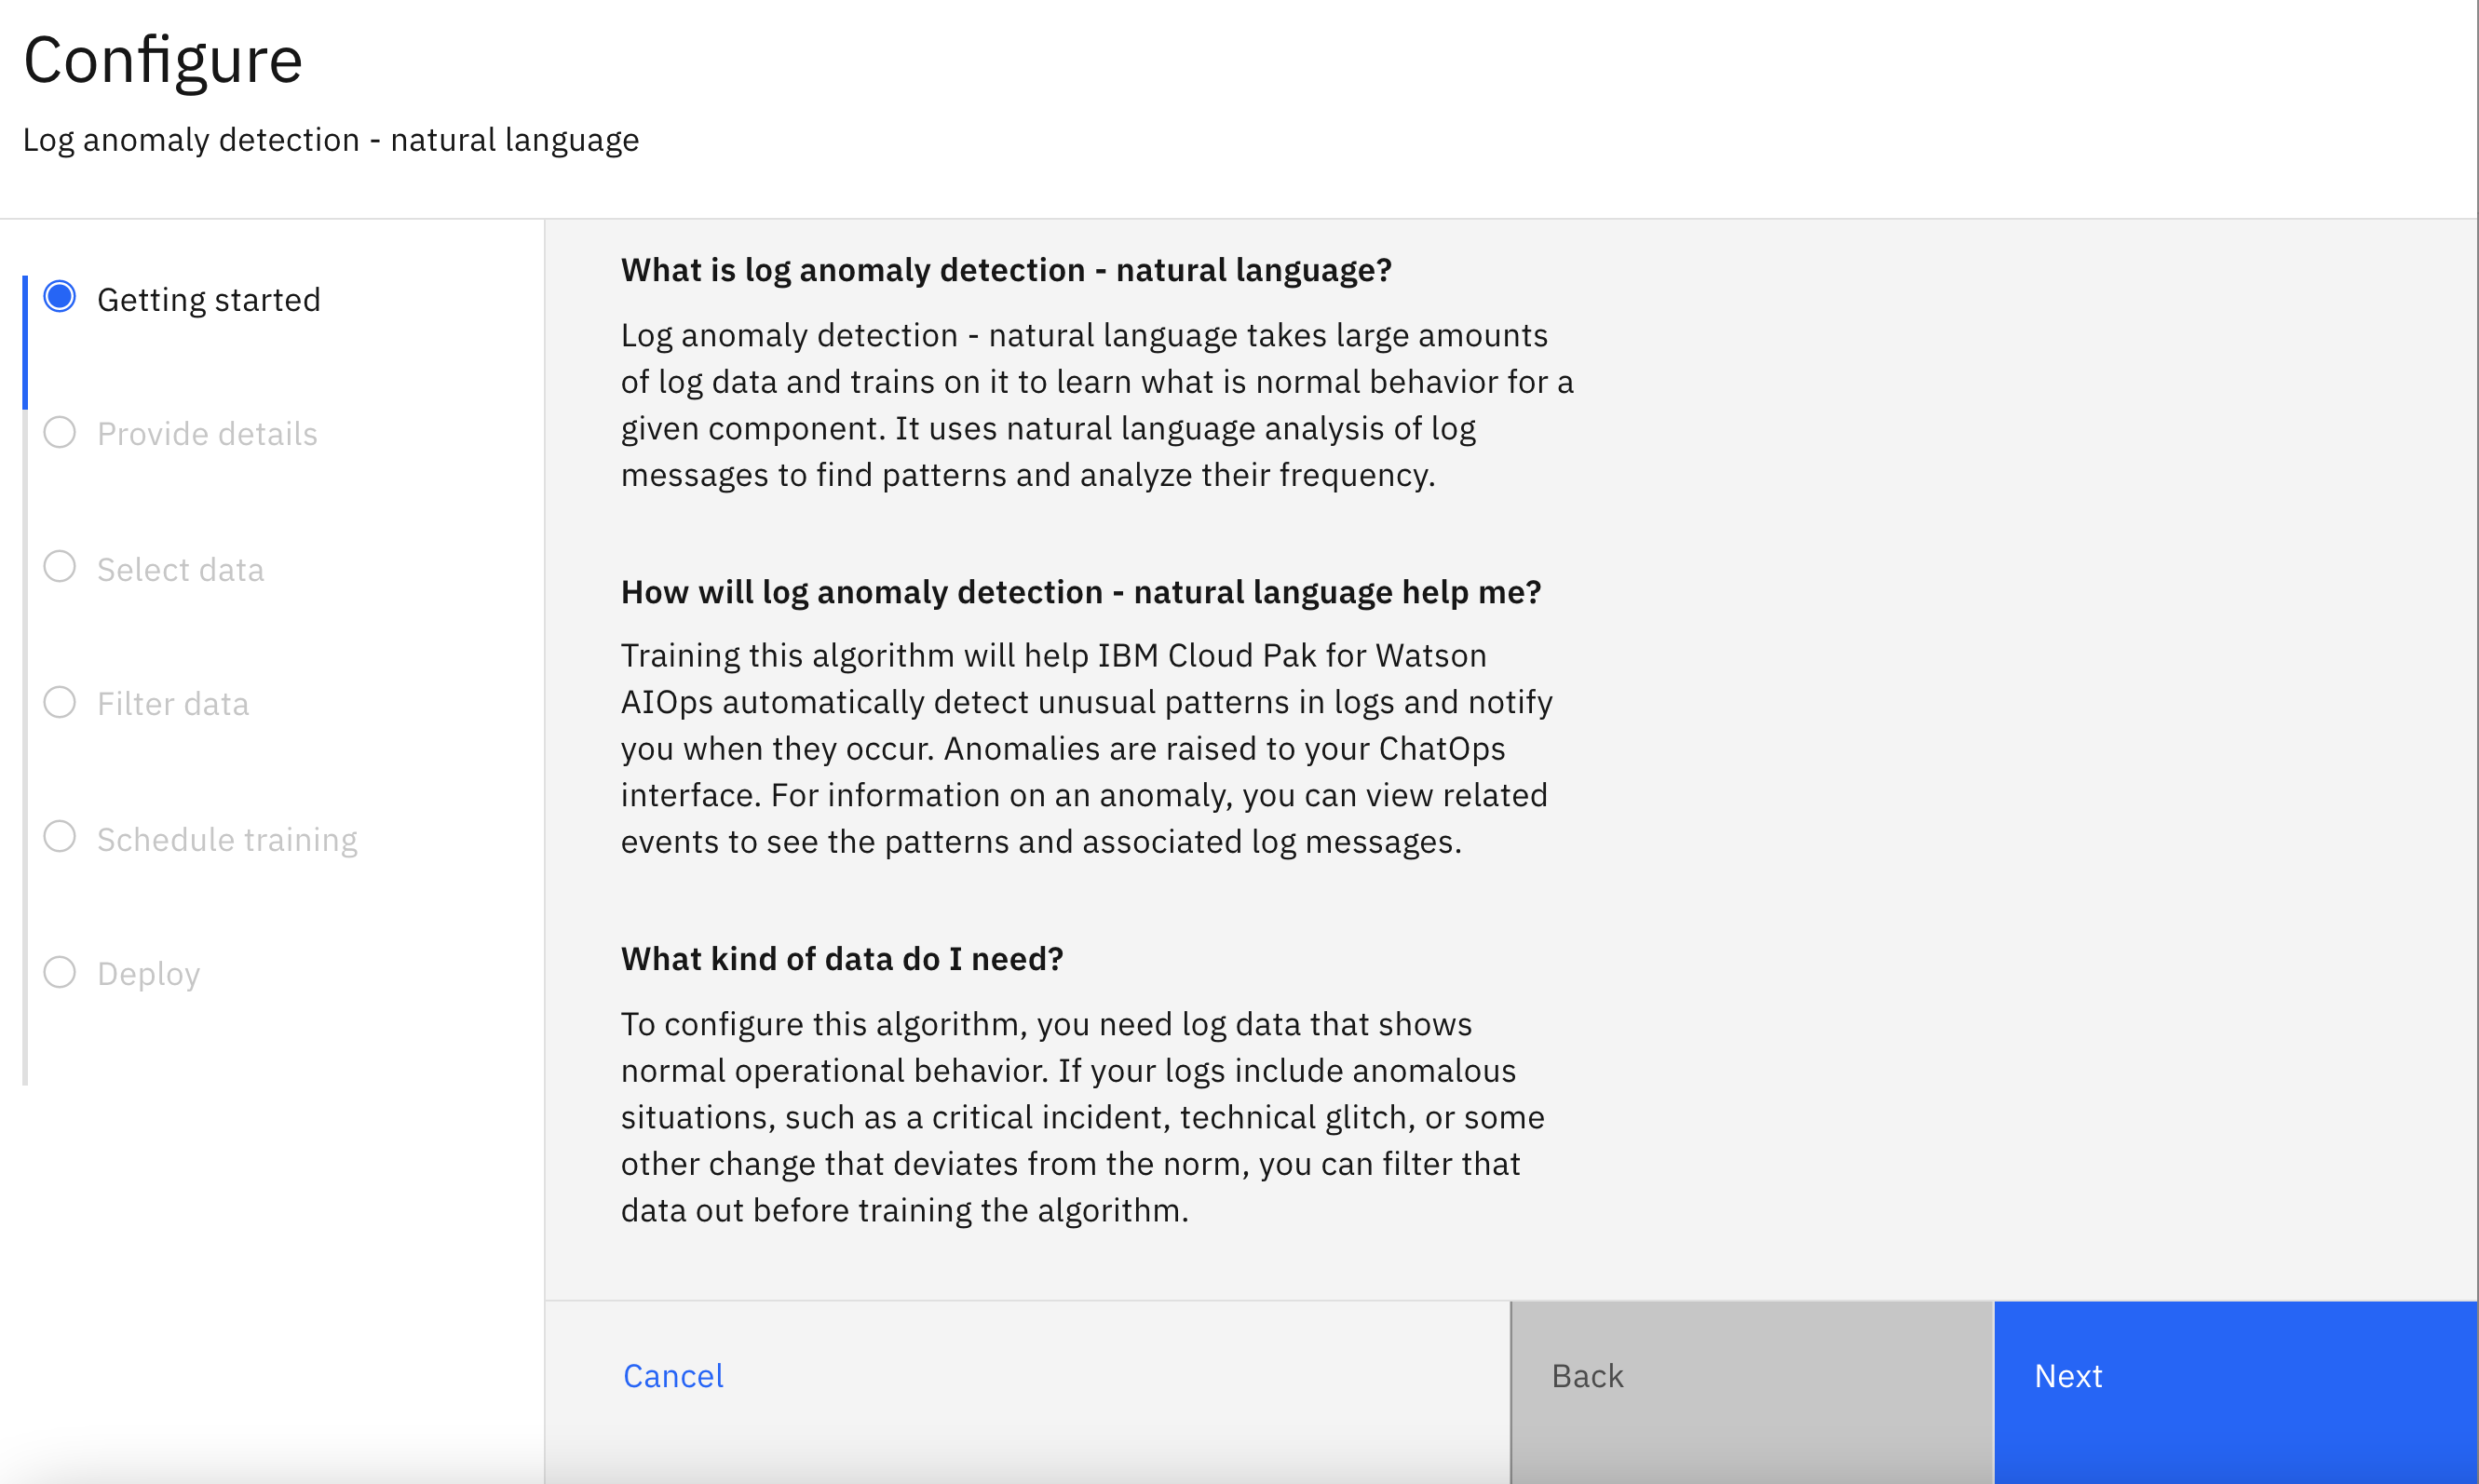 Configure
Log anomaly detection - natural language
Getting started
Provide details
Select data
Filter data
Schedule training
Deploy
What is log anomaly detection - natural language?
Log anomaly detection - natural language takes large amounts
of log data and trains on it to learn what is normal behavior for a
given component. It uses natural language analysis of log
messages to find patterns and analyze their frequency.
How will log anomaly detection - natural language help me?
Training this algorithm will help IBM Cloud Pak for Watson
AIOps automatically detect unusual patterns in logs and notify
you when they occur. Anomalies are raised to your ChatOps
interface. For information on an anomaly, you can view related
events to see the patterns and associated log messages.
What kind of data do I need?
To configure this algorithm, you need log data that shows
normal operational behavior. If your logs include anomalous
situations, such as a critical incident, technical glitch, or some
other change that deviates from the norm, you can filter that
data out before training the algorithm.
Cancel
Back
Next